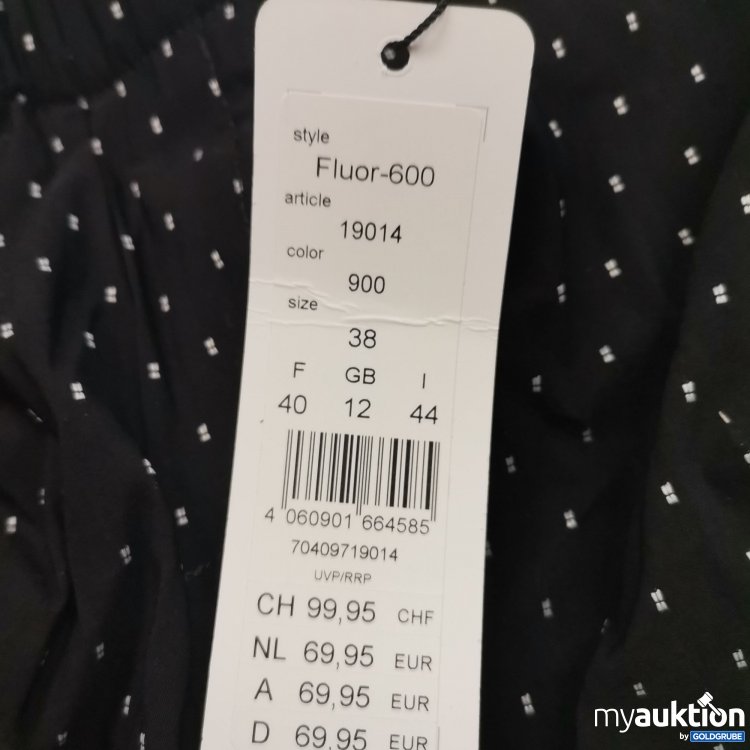 style
Fluor-600
article
19014
color
900
size
38
F GB I
40 12 44
4 060901 664585
70409719014
UVP/RRP
CH 99,95 CHF
NL 69,95 EUR
A 69,95 EUR
D 69,95 EUR
myauktion
by GOLDGRUBE